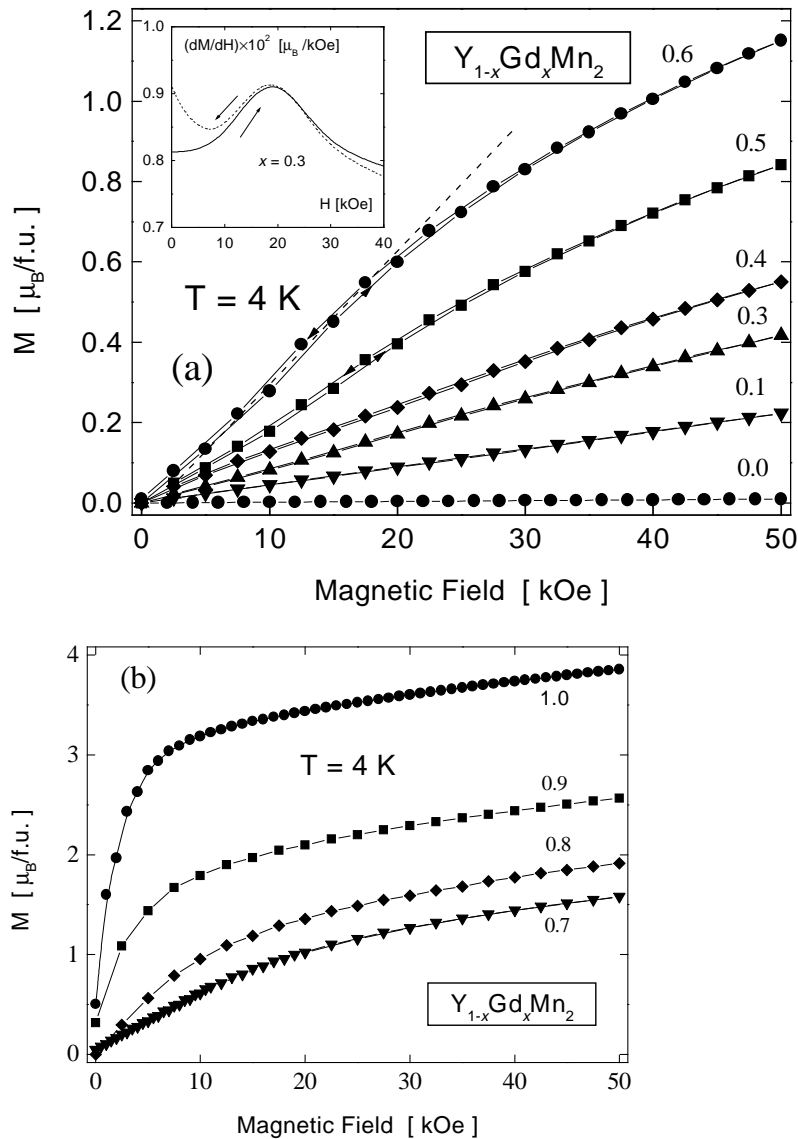 1.2
1.0
0.8
0.6
0.4
0.2
0.0
M [ μB/f.u. ]
1.0
0.9
0.8
0.7
(dM/dH)×10² [μB/kOe]
x = 0.3
H [kOe]
0 10 20 30 40
Y1-xGdxMn2
T = 4 K
(a)
0.6
0.5
0.4
0.3
0.1
0.0
0 10 20 30 40 50
Magnetic Field [ kOe ]
4
3
2
1
0
M [ μB/f.u. ]
(b)
T = 4 K
1.0
0.9
0.8
0.7
Y1-xGdxMn2
0 10 20 30 40 50
Magnetic Field [ kOe ]